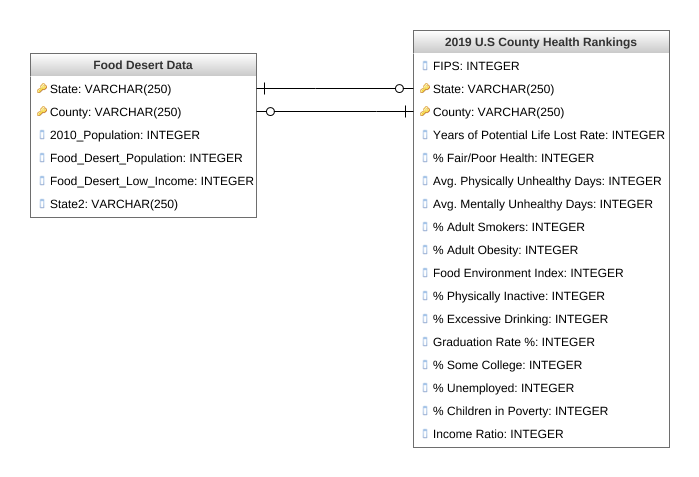 Food Desert Data
State: VARCHAR(250)
County: VARCHAR(250)
2010_Population: INTEGER
Food_Desert_Population: INTEGER
Food_Desert_Low_Income: INTEGER
State2: VARCHAR(250)
2019 U.S County Health Rankings
FIPS: INTEGER
State: VARCHAR(250)
County: VARCHAR(250)
Years of Potential Life Lost Rate: INTEGER
% Fair/Poor Health: INTEGER
Avg. Physically Unhealthy Days: INTEGER
Avg. Mentally Unhealthy Days: INTEGER
% Adult Smokers: INTEGER
% Adult Obesity: INTEGER
Food Environment Index: INTEGER
% Physically Inactive: INTEGER
% Excessive Drinking: INTEGER
Graduation Rate %: INTEGER
% Some College: INTEGER
% Unemployed: INTEGER
% Children in Poverty: INTEGER
Income Ratio: INTEGER